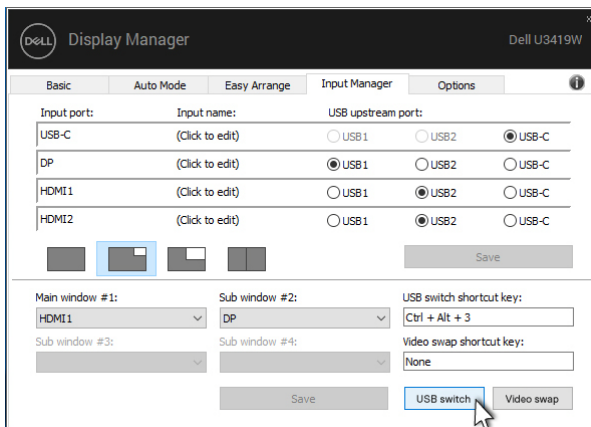 DELL Display Manager Dell U3419W
Basic Auto Mode Easy Arrange Input Manager Options
Input port: Input name: USB upstream port:
USB-C (Click to edit) USB1 USB2 USB-C
DP (Click to edit) USB1 USB2 USB-C
HDMI1 (Click to edit) USB1 USB2 USB-C
HDMI2 (Click to edit) USB1 USB2 USB-C
Save
Main window #1: Sub window #2: USB switch shortcut key:
HDMI1 DP Ctrl + Alt + 3
Sub window #3: Sub window #4: Video swap shortcut key:
None
Save USB switch Video swap